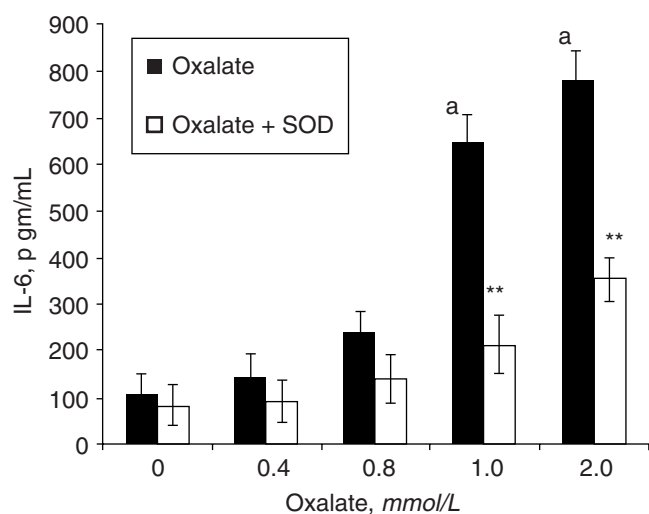 900
800
700
600
500
400
300
200
100
0
IL-6, p gm/mL
Oxalate
Oxalate + SOD
a
a
**
**
0 0.4 0.8 1.0 2.0
Oxalate, mmol/L